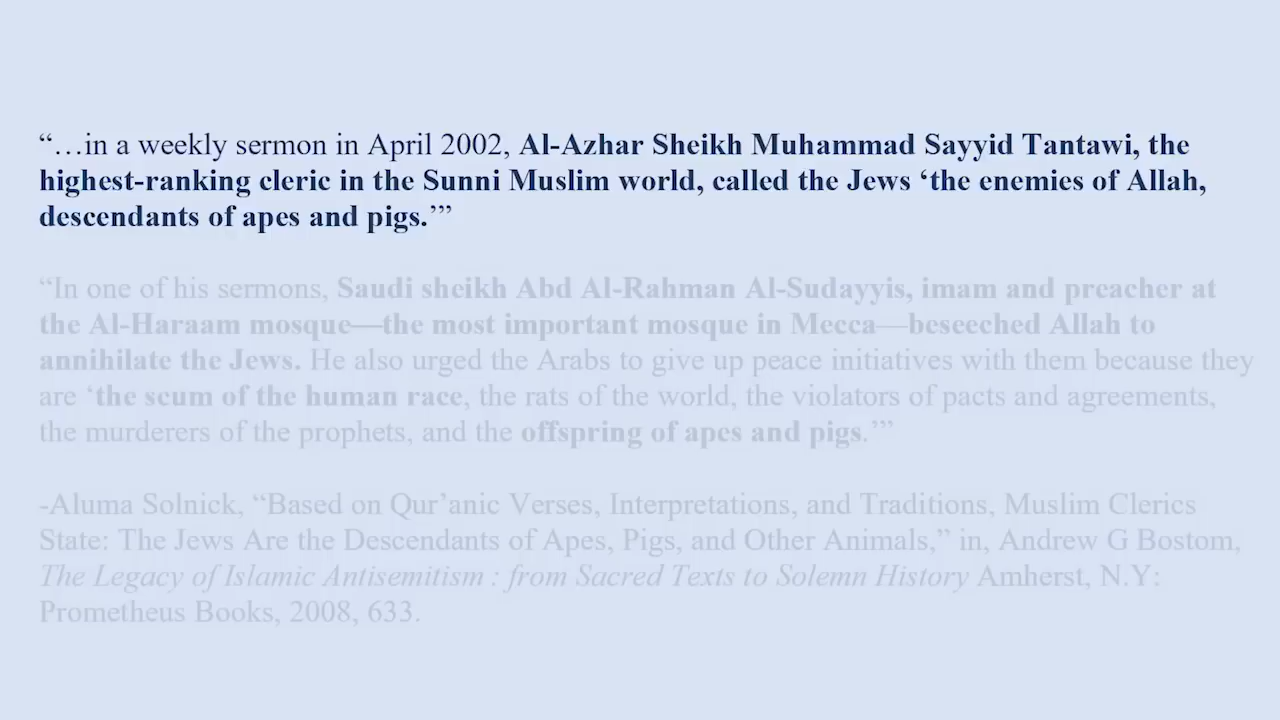 “…in a weekly sermon in April 2002, Al-Azhar Sheikh Muhammad Sayyid Tantawi, the
highest-ranking cleric in the Sunni Muslim world, called the Jews ‘the enemies of Allah,
descendants of apes and pigs.’”
“In one of his sermons, Saudi sheikh Abd Al-Rahman Al-Sudayyis, imam and preacher at
the Al-Haraam mosque—the most important mosque in Mecca—beseeched Allah to
annihilate the Jews. He also urged the Arabs to give up peace initiatives with them because they
are ‘the scum of the human race, the rats of the world, the violators of pacts and agreements,
the murderers of the prophets, and the offspring of apes and pigs.’”
-Aluma Solnick, “Based on Qur’anic Verses, Interpretations, and Traditions, Muslim Clerics
State: The Jews Are the Descendants of Apes, Pigs, and Other Animals,” in, Andrew G Bostom,
The Legacy of Islamic Antisemitism : from Sacred Texts to Solemn History Amherst, N.Y:
Prometheus Books, 2008, 633.